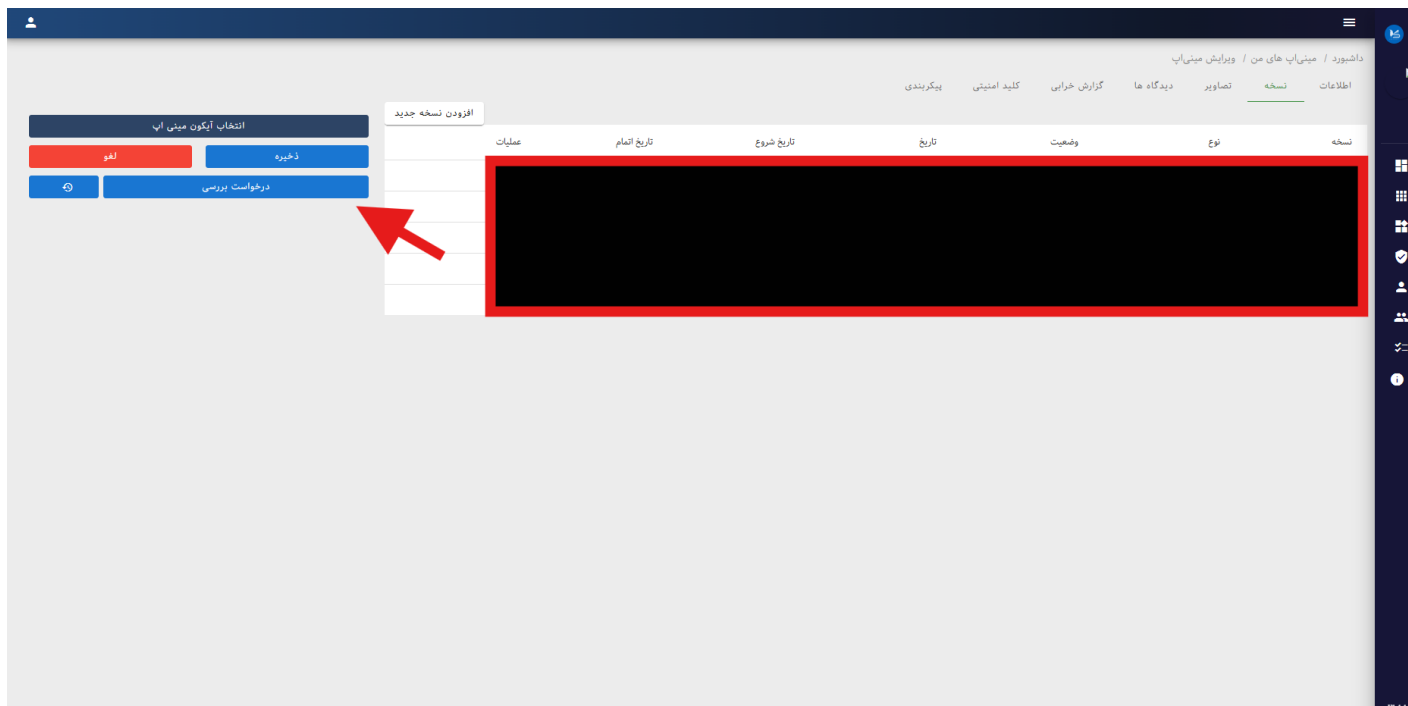 داشبورد / مینی‌اپ های من / ویرایش مینی‌اپ
اطلاعات نسخه تصاویر دیدگاه ها گزارش خرابی کلید امنیتی پیکربندی
افزودن نسخه جدید
نسخه نوع وضعیت تاریخ تاریخ شروع تاریخ اتمام عملیات
انتخاب آیکون مینی اپ
ذخیره لغو
درخواست بررسی